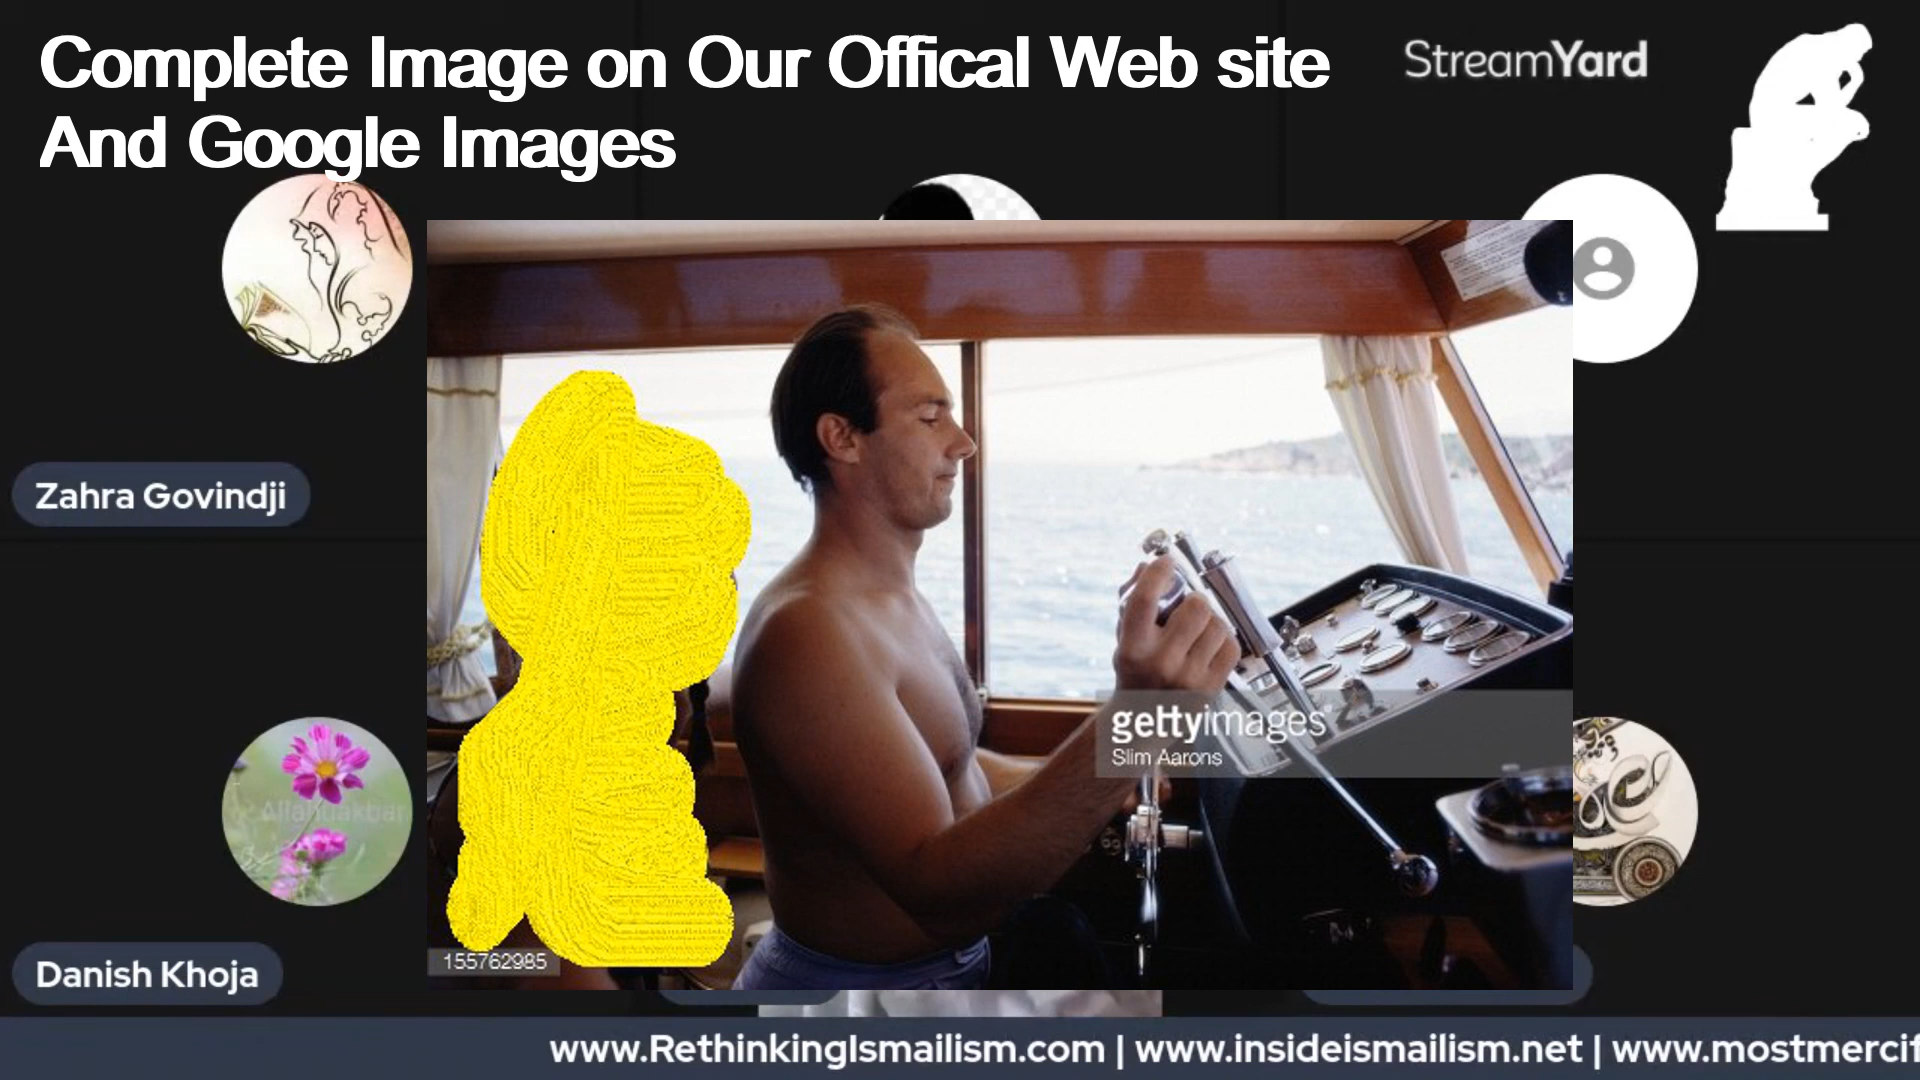 Complete Image on Our Offical Web site
And Google Images
StreamYard
Zahra Govindji
gettyimages
Slim Aarons
Allahuakbar
155762985
Danish Khoja
www.RethinkingIsmailism.com | www.insideismailism.net | www.mostmercif